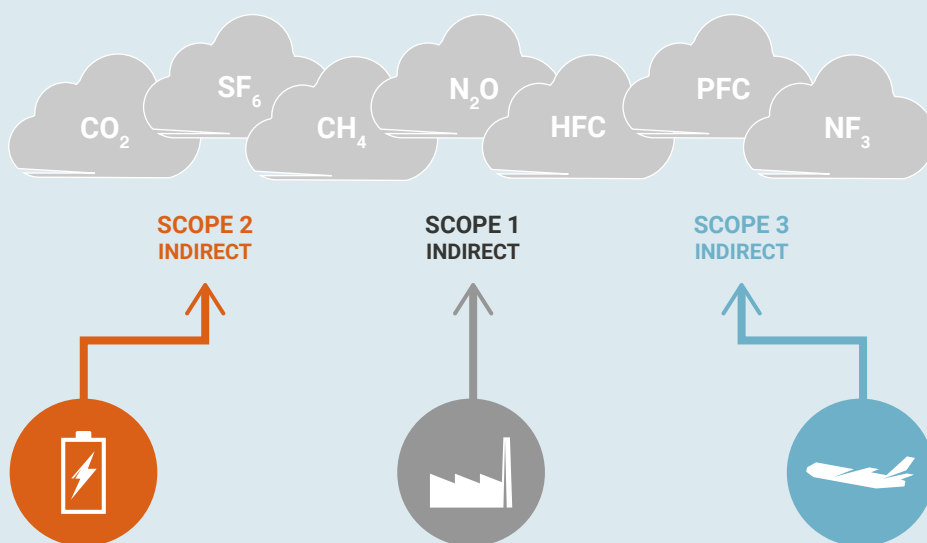 SF₆
N₂O
PFC
CO₂
CH₄
HFC
NF₃
SCOPE 2
INDIRECT
SCOPE 1
INDIRECT
SCOPE 3
INDIRECT